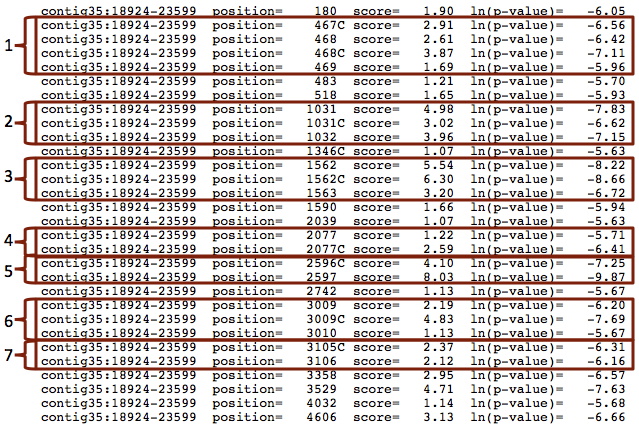 contig35:18924-23599 position= 180 score= 1.90 ln(p-value)= -6.05
1 contig35:18924-23599 position= 467C score= 2.91 ln(p-value)= -6.56
contig35:18924-23599 position= 468 score= 2.61 ln(p-value)= -6.42
contig35:18924-23599 position= 468C score= 3.87 ln(p-value)= -7.11
contig35:18924-23599 position= 469 score= 1.69 ln(p-value)= -5.96
contig35:18924-23599 position= 483 score= 1.21 ln(p-value)= -5.70
contig35:18924-23599 position= 518 score= 1.65 ln(p-value)= -5.93
2 contig35:18924-23599 position= 1031 score= 4.98 ln(p-value)= -7.83
contig35:18924-23599 position= 1031C score= 3.02 ln(p-value)= -6.62
contig35:18924-23599 position= 1032 score= 3.96 ln(p-value)= -7.15
contig35:18924-23599 position= 1346C score= 1.07 ln(p-value)= -5.63
3 contig35:18924-23599 position= 1562 score= 5.54 ln(p-value)= -8.22
contig35:18924-23599 position= 1562C score= 6.30 ln(p-value)= -8.66
contig35:18924-23599 position= 1563 score= 3.20 ln(p-value)= -6.72
contig35:18924-23599 position= 1590 score= 1.66 ln(p-value)= -5.94
contig35:18924-23599 position= 2039 score= 1.07 ln(p-value)= -5.63
4 contig35:18924-23599 position= 2077 score= 1.22 ln(p-value)= -5.71
contig35:18924-23599 position= 2077C score= 2.59 ln(p-value)= -6.41
5 contig35:18924-23599 position= 2596C score= 4.10 ln(p-value)= -7.25
contig35:18924-23599 position= 2597 score= 8.03 ln(p-value)= -9.87
contig35:18924-23599 position= 2742 score= 1.13 ln(p-value)= -5.67
6 contig35:18924-23599 position= 3009 score= 2.19 ln(p-value)= -6.20
contig35:18924-23599 position= 3009C score= 4.83 ln(p-value)= -7.69
contig35:18924-23599 position= 3010 score= 1.13 ln(p-value)= -5.67
7 contig35:18924-23599 position= 3105C score= 2.37 ln(p-value)= -6.31
contig35:18924-23599 position= 3106 score= 2.12 ln(p-value)= -6.16
contig35:18924-23599 position= 3358 score= 2.95 ln(p-value)= -6.57
contig35:18924-23599 position= 3529 score= 4.71 ln(p-value)= -7.63
contig35:18924-23599 position= 4032 score= 1.14 ln(p-value)= -5.68
contig35:18924-23599 position= 4606 score= 3.13 ln(p-value)= -6.66